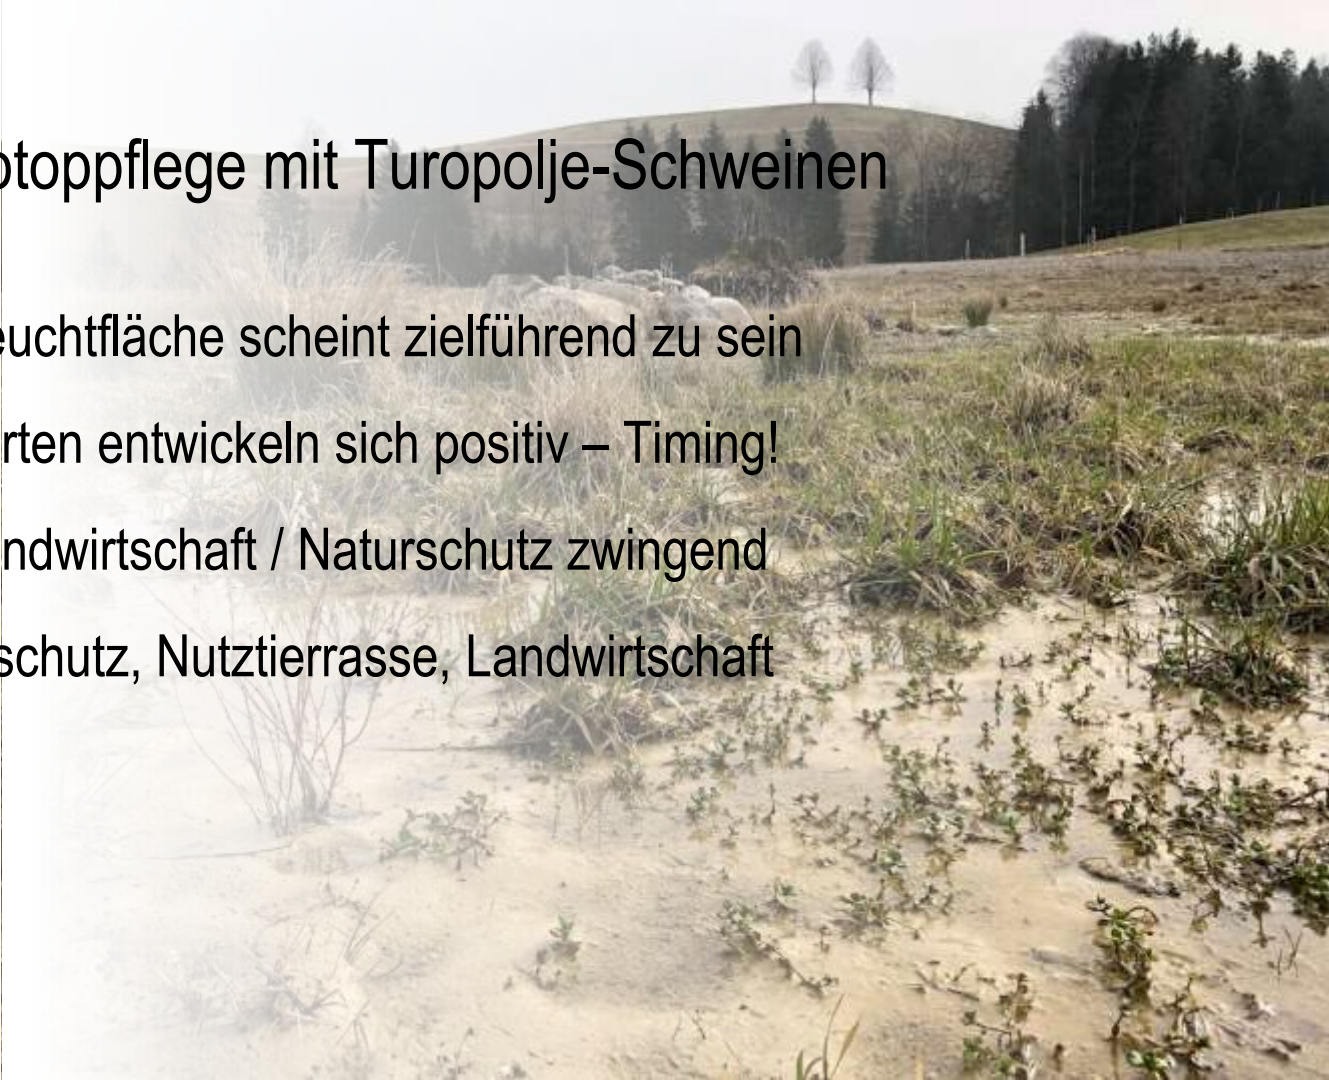 otoppflege mit Turopolje-Schweinen
euchtfläche scheint zielführend zu sein
rten entwickeln sich positiv – Timing!
ndwirtschaft / Naturschutz zwingend
schutz, Nutztierrasse, Landwirtschaft